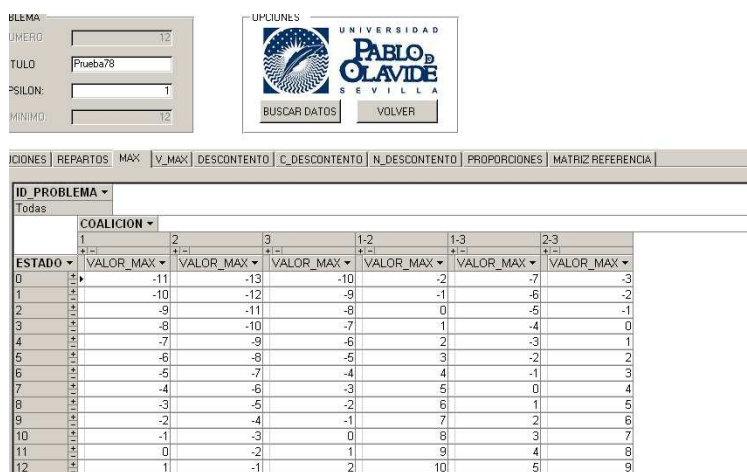 BLEMA
OPCIONES
UMERO 12
TULO Prueba78
PSILON: 1
MINIMO: 12
UNIVERSIDAD
PABLO DE
OLAVIDE
SEVILLA
BUSCAR DATOS VOLVER
CIONES REPARTOS MAX V_MAX DESCONTENTO C_DESCONTENTO N_DESCONTENTO PROPORCIONES MATRIZ REFERENCIA
ID_PROBLEMA
Todas
COALICION
1 2 3 1-2 1-3 2-3
ESTADO VALOR_MAX VALOR_MAX VALOR_MAX VALOR_MAX VALOR_MAX VALOR_MAX
0 -11 -13 -10 -2 -7 -3
1 -10 -12 -9 -1 -6 -2
2 -9 -11 -8 0 -5 -1
3 -8 -10 -7 1 -4 0
4 -7 -9 -6 2 -3 1
5 -6 -8 -5 3 -2 2
6 -5 -7 -4 4 -1 3
7 -4 -6 -3 5 0 4
8 -3 -5 -2 6 1 5
9 -2 -4 -1 7 2 6
10 -1 -3 0 8 3 7
11 0 -2 1 9 4 8
12 1 -1 2 10 5 9